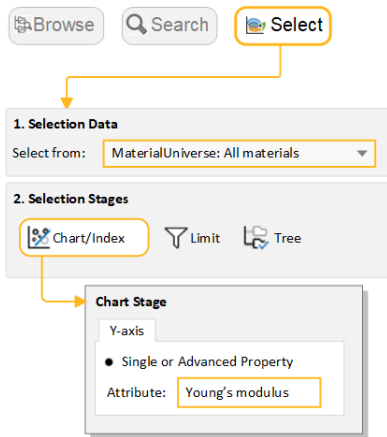 Browse Search Select
1. Selection Data
Select from: MaterialUniverse: All materials
2. Selection Stages
Chart/Index Limit Tree
Chart Stage
Y-axis
Single or Advanced Property
Attribute: Young's modulus